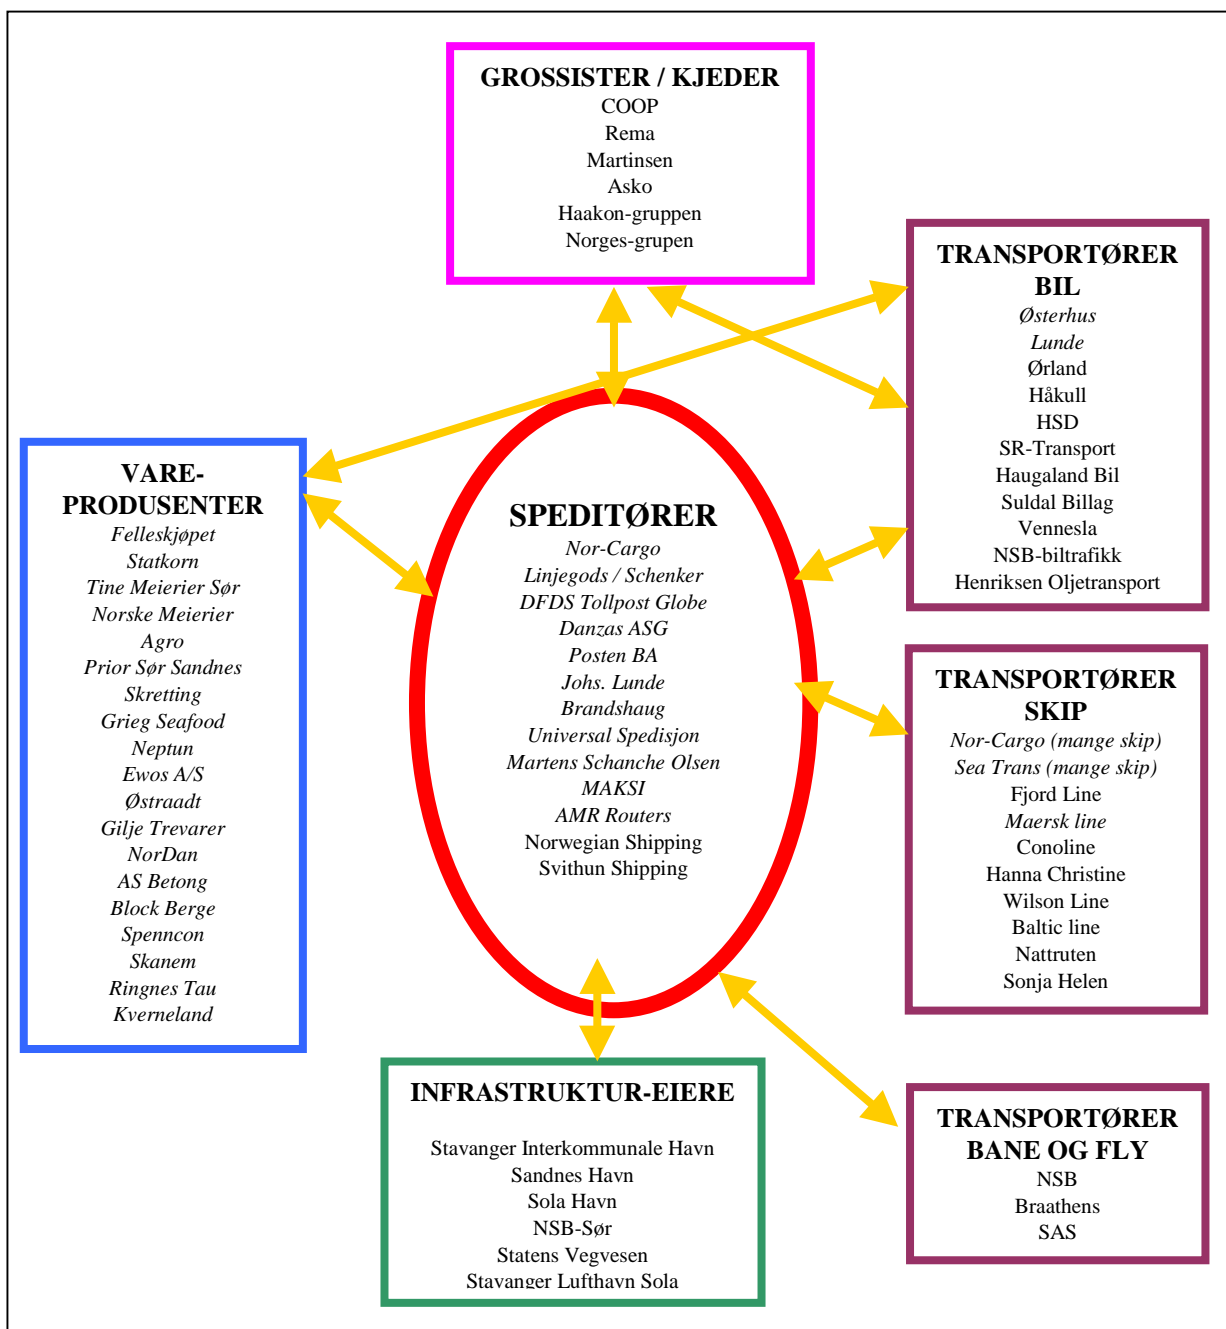 GROSSISTER / KJEDER
COOP
Rema
Martinsen
Asko
Haakon-gruppen
Norges-grupen
TRANSPORTØRER
BIL
Østerhus
Lunde
Ørland
Håkull
HSD
SR-Transport
Haugaland Bil
Suldal Billag
Vennesla
NSB-biltrafikk
Henriksen Oljetransport
VARE-
PRODUSENTER
Felleskjøpet
Statkorn
Tine Meierier Sør
Norske Meierier
Agro
Prior Sør Sandnes
Skretting
Grieg Seafood
Neptun
Ewos A/S
Østraadt
Gilje Trevarer
NorDan
AS Betong
Block Berge
Spenncon
Skanem
Ringnes Tau
Kverneland
SPEDITØRER
Nor-Cargo
Linjegods / Schenker
DFDS Tollpost Globe
Danzas ASG
Posten BA
Johs. Lunde
Brandshaug
Universal Spedisjon
Martens Schanche Olsen
MAKSI
AMR Routers
Norwegian Shipping
Svithun Shipping
TRANSPORTØRER
SKIP
Nor-Cargo (mange skip)
Sea Trans (mange skip)
Fjord Line
Maersk line
Conoline
Hanna Christine
Wilson Line
Baltic line
Nattruten
Sonja Helen
INFRASTRUKTUR-EIERE
Stavanger Interkommunale Havn
Sandnes Havn
Sola Havn
NSB-Sør
Statens Vegvesen
Stavanger Lufthavn Sola
TRANSPORTØRER
BANE OG FLY
NSB
Braathens
SAS